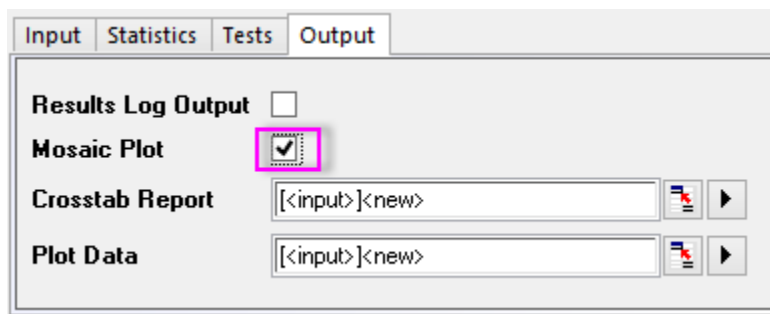 Input Statistics Tests Output
Results Log Output
Mosaic Plot
Crosstab Report [<input>]<new>
Plot Data [<input>]<new>